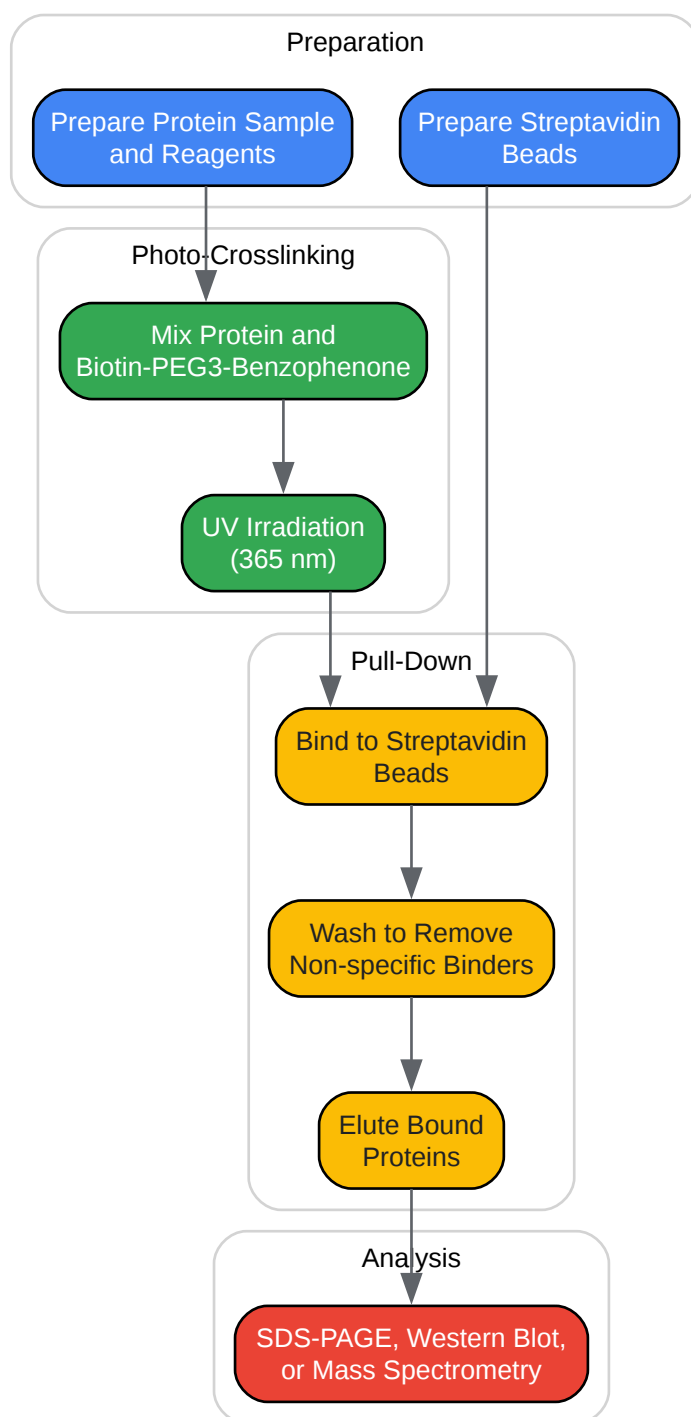 Preparation
Prepare Protein Sample
and Reagents
Prepare Streptavidin
Beads
Photo-Crosslinking
Mix Protein and
Biotin-PEG3-Benzophenone
UV Irradiation
(365 nm)
Pull-Down
Bind to Streptavidin
Beads
Wash to Remove
Non-specific Binders
Elute Bound
Proteins
Analysis
SDS-PAGE, Western Blot,
or Mass Spectrometry